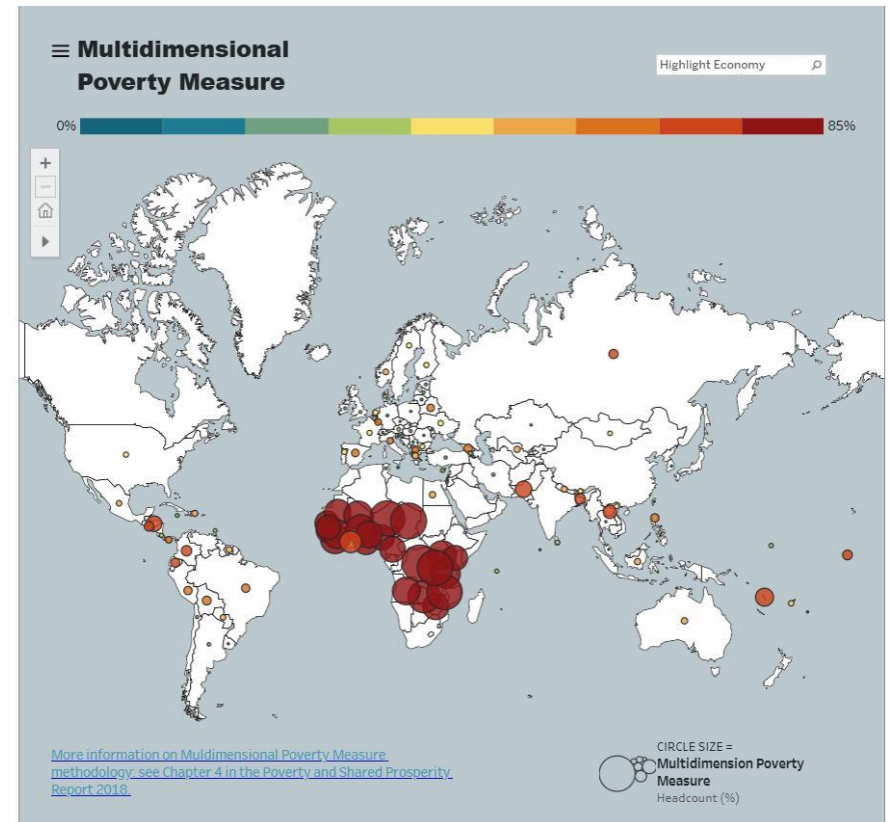 Multidimensional
Poverty Measure
Highlight Economy
0%
85%
More information on Muldimensional Poverty Measure
methodology: see Chapter 4 in the Poverty and Shared Prosperity
Report 2018.
CIRCLE SIZE =
Multidimension Poverty
Measure
Headcount (%)